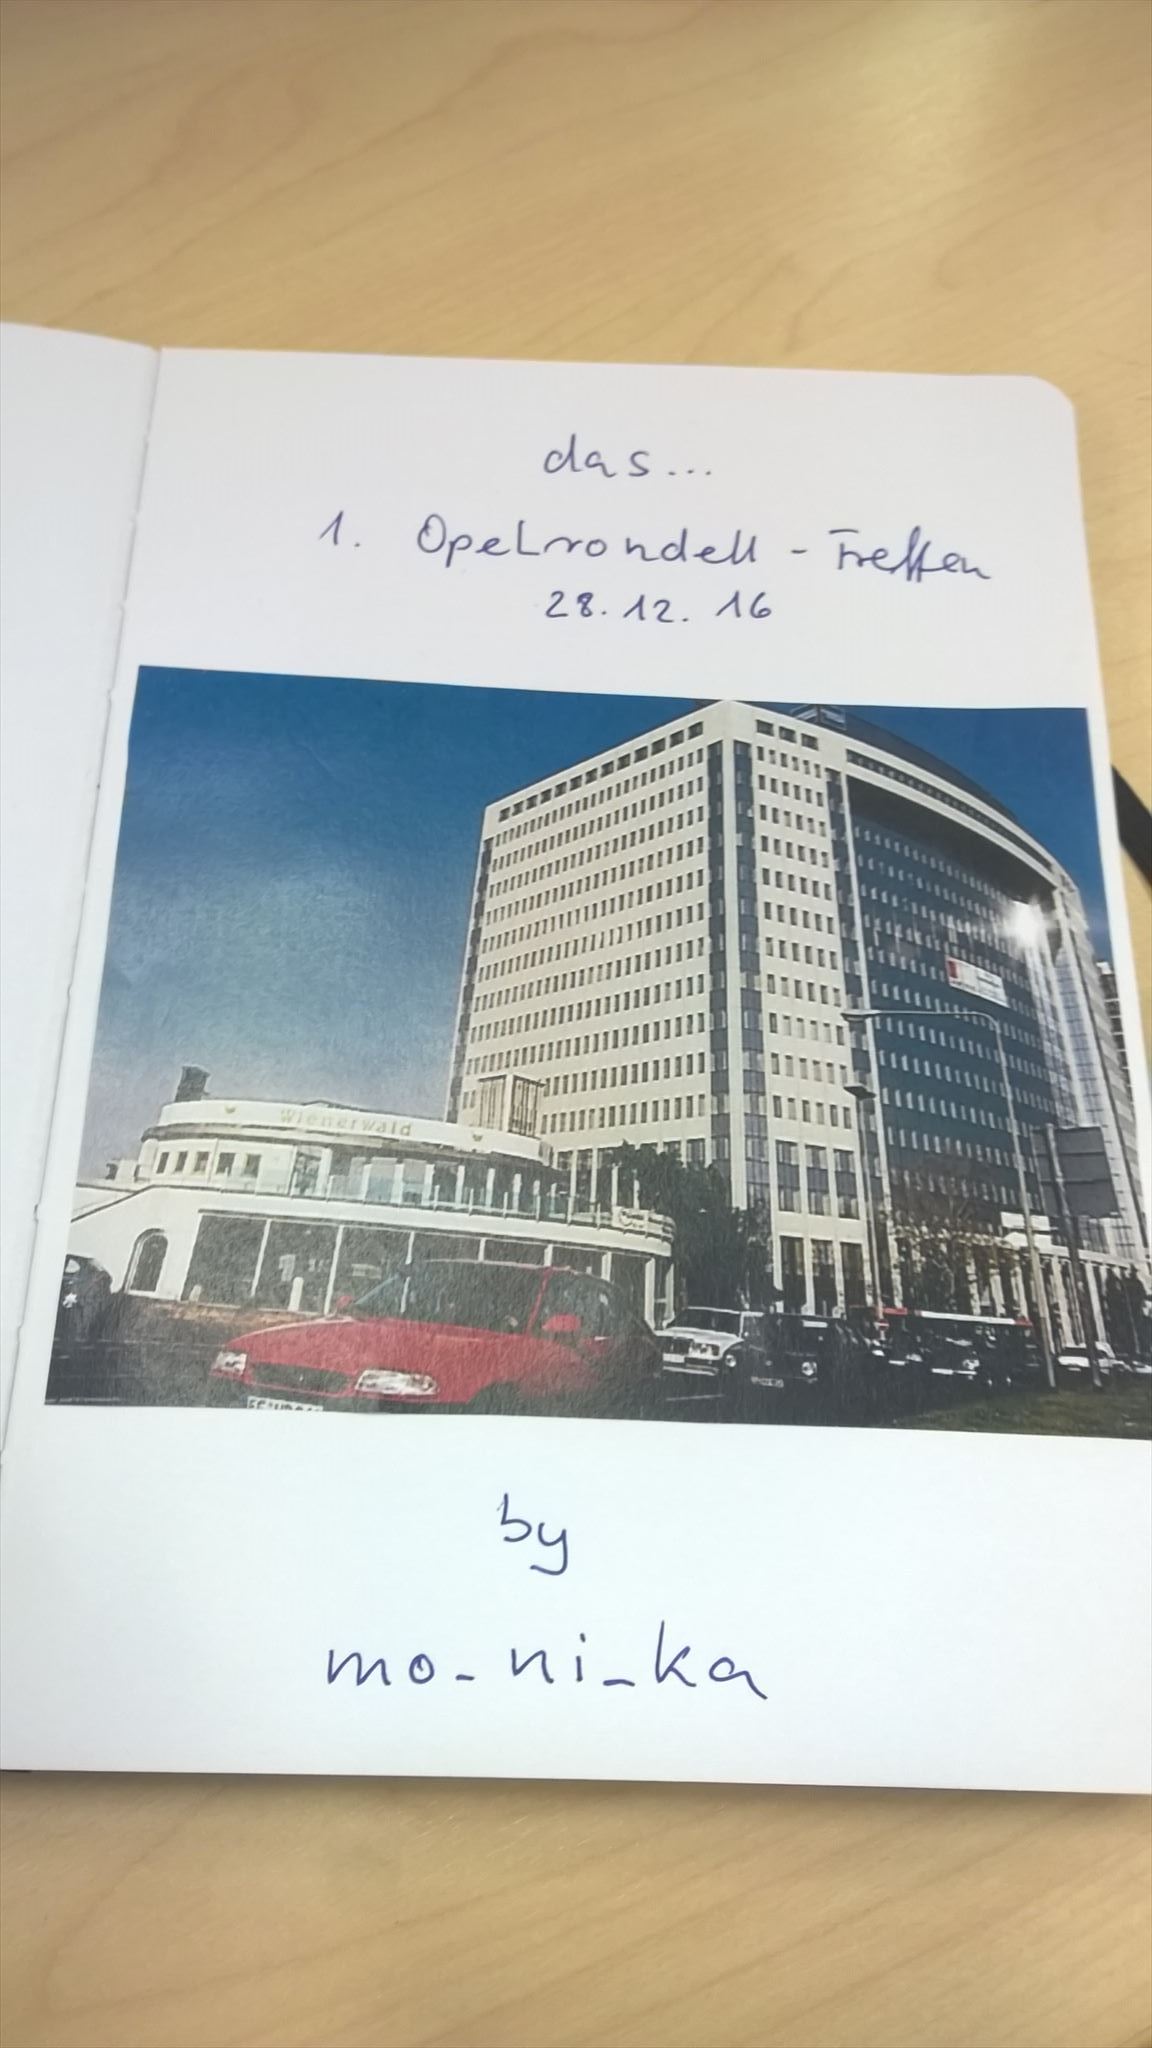 das...
1. Opelrondell - Treffen
28.12.16
Wienerwald
by
mo_ni_ka